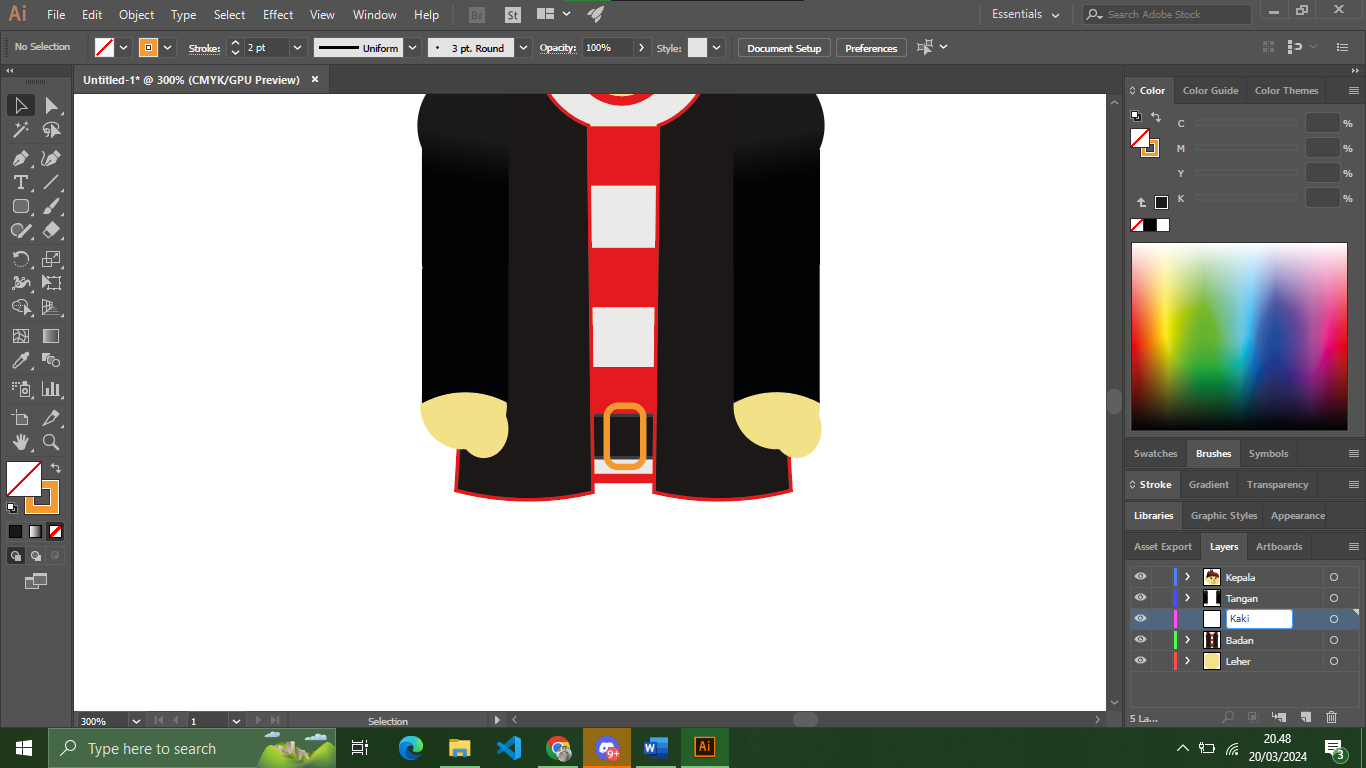 Ai File Edit Object Type Select Effect View Window Help Br St Essentials Search Adobe Stock
No Selection Stroke: 2 pt Uniform 3 pt. Round Opacity: 100% Style: Document Setup Preferences
Untitled-1* @ 300% (CMYK/GPU Preview)
Color Color Guide Color Themes
C %
M %
Y %
K %
Swatches Brushes Symbols
Stroke Gradient Transparency
Libraries Graphic Styles Appearance
Asset Export Layers Artboards
Kepala
Tangan
Kaki
Badan
Leher
5 La...
300% 1 Selection
Type here to search 9+ W Ai 20.48
20/03/2024 3